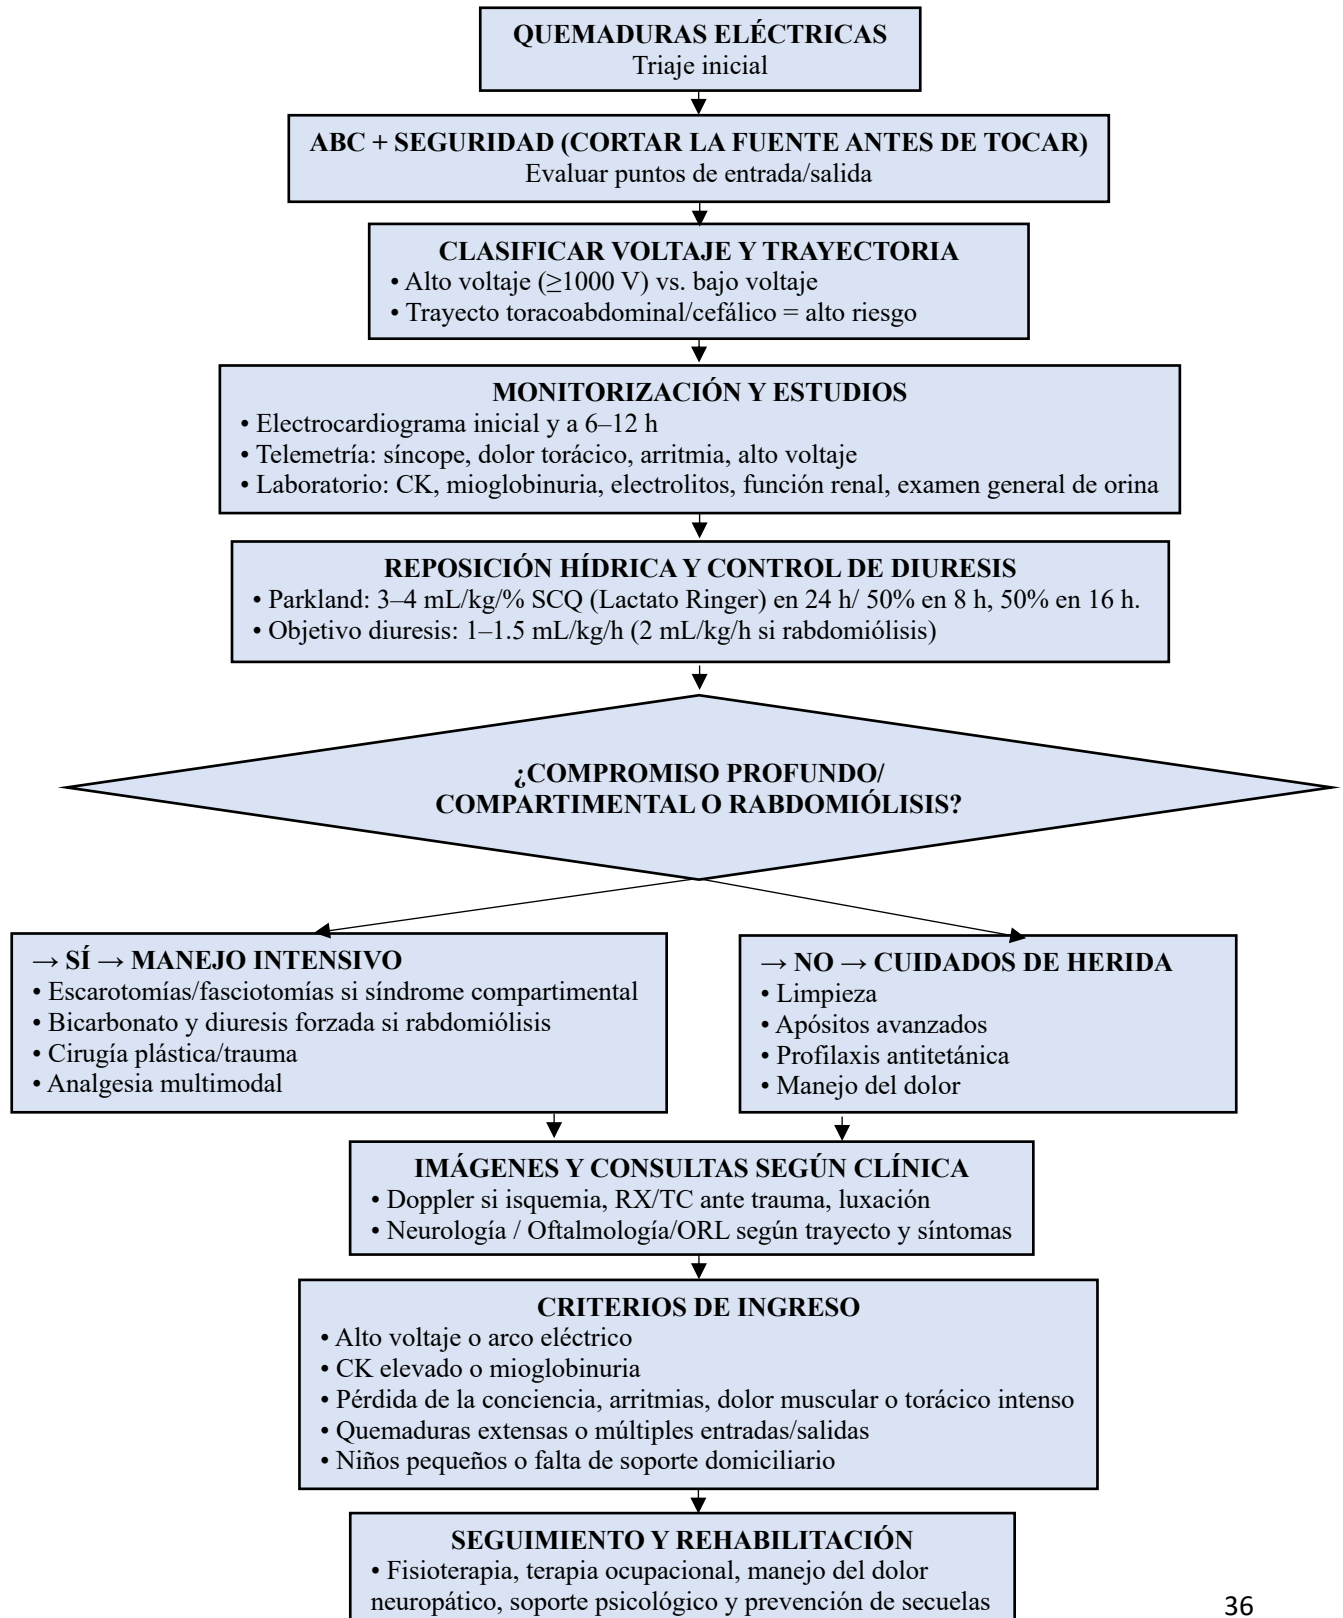 QUEMADURAS ELÉCTRICAS
Triaje inicial
ABC + SEGURIDAD (CORTAR LA FUENTE ANTES DE TOCAR)
Evaluar puntos de entrada/salida
CLASIFICAR VOLTAJE Y TRAYECTORIA
• Alto voltaje (≥1000 V) vs. bajo voltaje
• Trayecto toracoabdominal/cefálico = alto riesgo
MONITORIZACIÓN Y ESTUDIOS
• Electrocardiograma inicial y a 6–12 h
• Telemetría: síncope, dolor torácico, arritmia, alto voltaje
• Laboratorio: CK, mioglobinuria, electrolitos, función renal, examen general de orina
REPOSICIÓN HÍDRICA Y CONTROL DE DIURESIS
• Parkland: 3–4 mL/kg/% SCQ (Lactato Ringer) en 24 h/ 50% en 8 h, 50% en 16 h.
• Objetivo diuresis: 1–1.5 mL/kg/h (2 mL/kg/h si rabdomiólisis)
¿COMPROMISO PROFUNDO/
COMPARTIMENTAL O RABDOMIÓLISIS?
→ SÍ → MANEJO INTENSIVO
• Escarotomías/fasciotomías si síndrome compartimental
• Bicarbonato y diuresis forzada si rabdomiólisis
• Cirugía plástica/trauma
• Analgesia multimodal
→ NO → CUIDADOS DE HERIDA
• Limpieza
• Apósitos avanzados
• Profilaxis antitetánica
• Manejo del dolor
IMÁGENES Y CONSULTAS SEGÚN CLÍNICA
• Doppler si isquemia, RX/TC ante trauma, luxación
• Neurología / Oftalmología/ORL según trayecto y síntomas
CRITERIOS DE INGRESO
• Alto voltaje o arco eléctrico
• CK elevado o mioglobinuria
• Pérdida de la conciencia, arritmias, dolor muscular o torácico intenso
• Quemaduras extensas o múltiples entradas/salidas
• Niños pequeños o falta de soporte domiciliario
SEGUIMIENTO Y REHABILITACIÓN
• Fisioterapia, terapia ocupacional, manejo del dolor
neuropático, soporte psicológico y prevención de secuelas
36